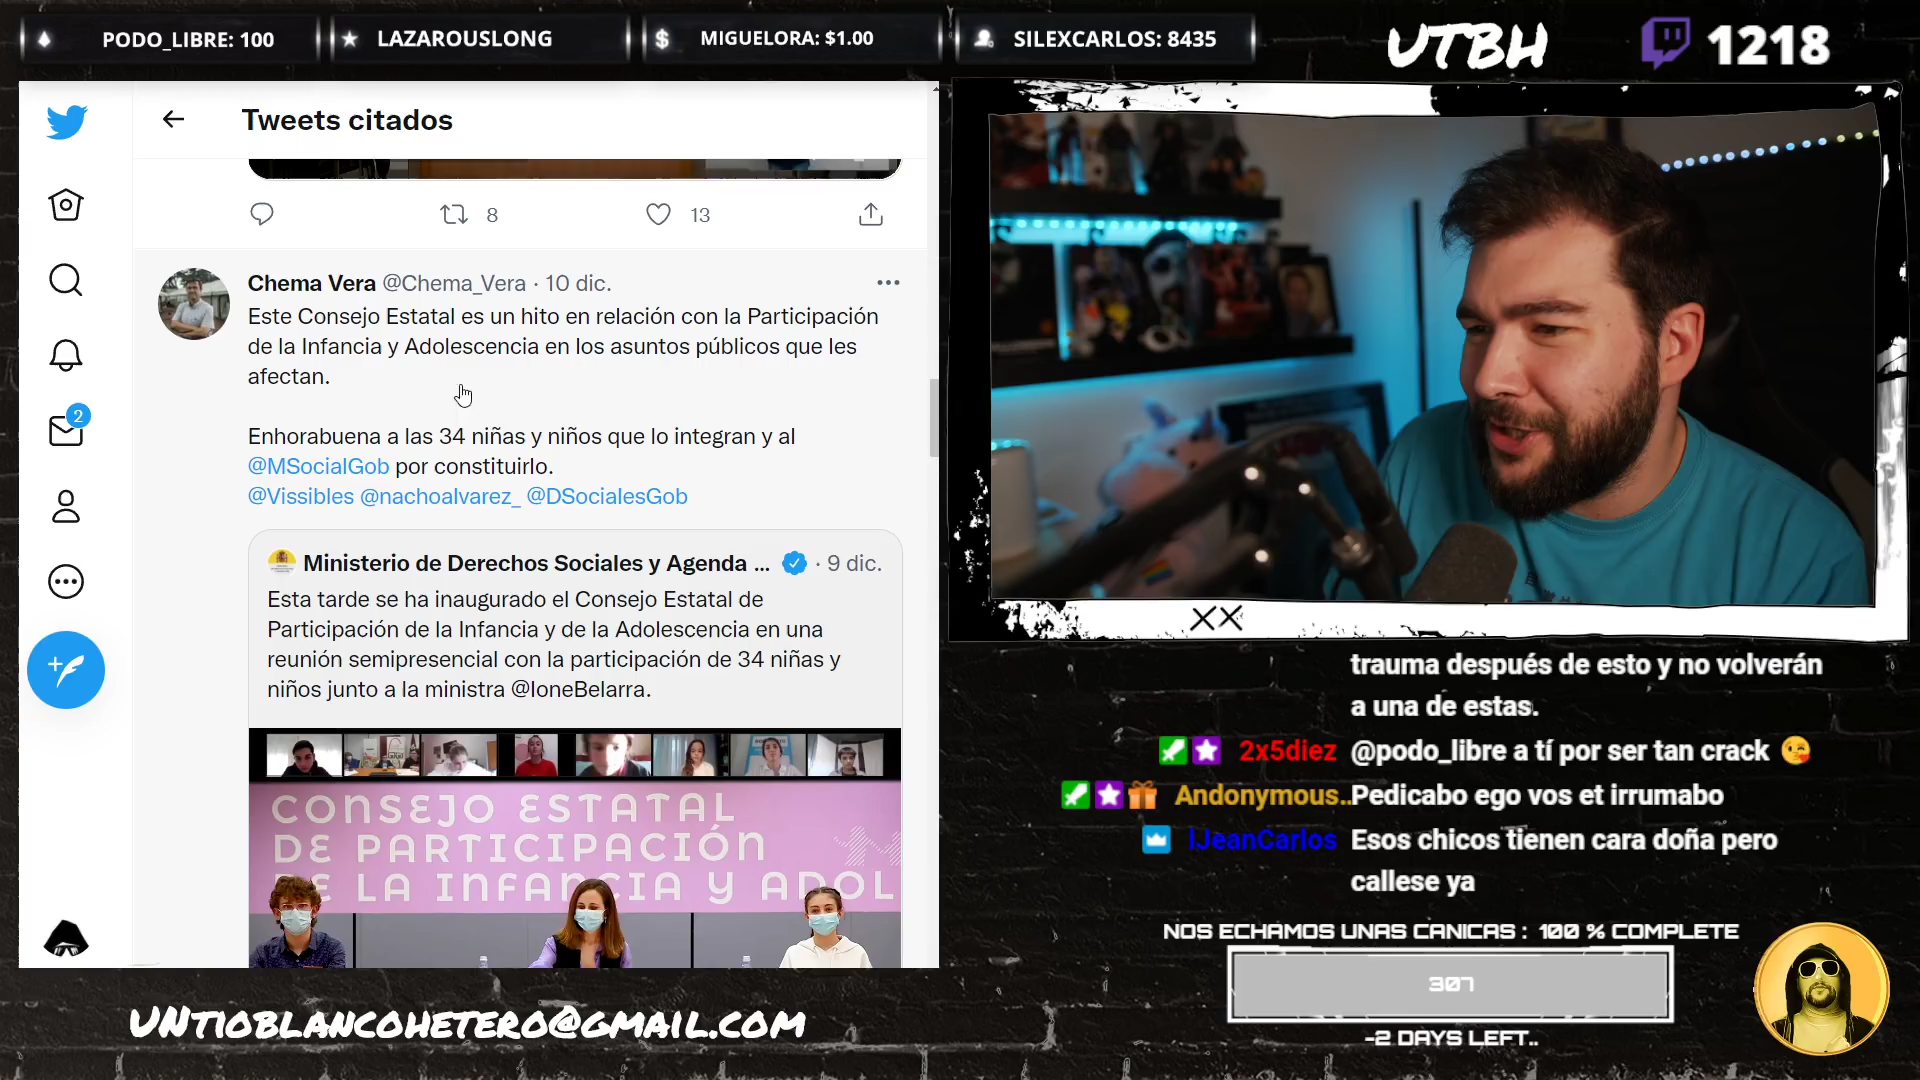 PODO_LIBRE: 100
LAZAROUSLONG
MIGUELORA: $1.00
SILEXCARLOS: 8435
UTBH
1218
Tweets citados
8
13
Chema Vera @Chema_Vera · 10 dic.
Este Consejo Estatal es un hito en relación con la Participación
de la Infancia y Adolescencia en los asuntos públicos que les
afectan.
Enhorabuena a las 34 niñas y niños que lo integran y al
@MSocialGob por constituirlo.
@Vissibles @nachoalvarez_ @DSocialesGob
2
Ministerio de Derechos Sociales y Agenda ... · 9 dic.
Esta tarde se ha inaugurado el Consejo Estatal de
Participación de la Infancia y de la Adolescencia en una
reunión semipresencial con la participación de 34 niñas y
niños junto a la ministra @IoneBelarra.
CONSEJO ESTATAL
DE PARTICIPACIÓN
DE LA INFANCIA Y ADOL
XX
trauma después de esto y no volverán
a una de estas.
2x5diez @podo_libre a tí por ser tan crack 😘
Andonymous.. Pedicabo ego vos et irrumabo
lJeanCarlos Esos chicos tienen cara doña pero
callese ya
NOS ECHAMOS UNAS CANICAS : 100 % COMPLETE
307
-2 DAYS LEFT..
UNTIOBLANCOHETERO@GMAIL.COM